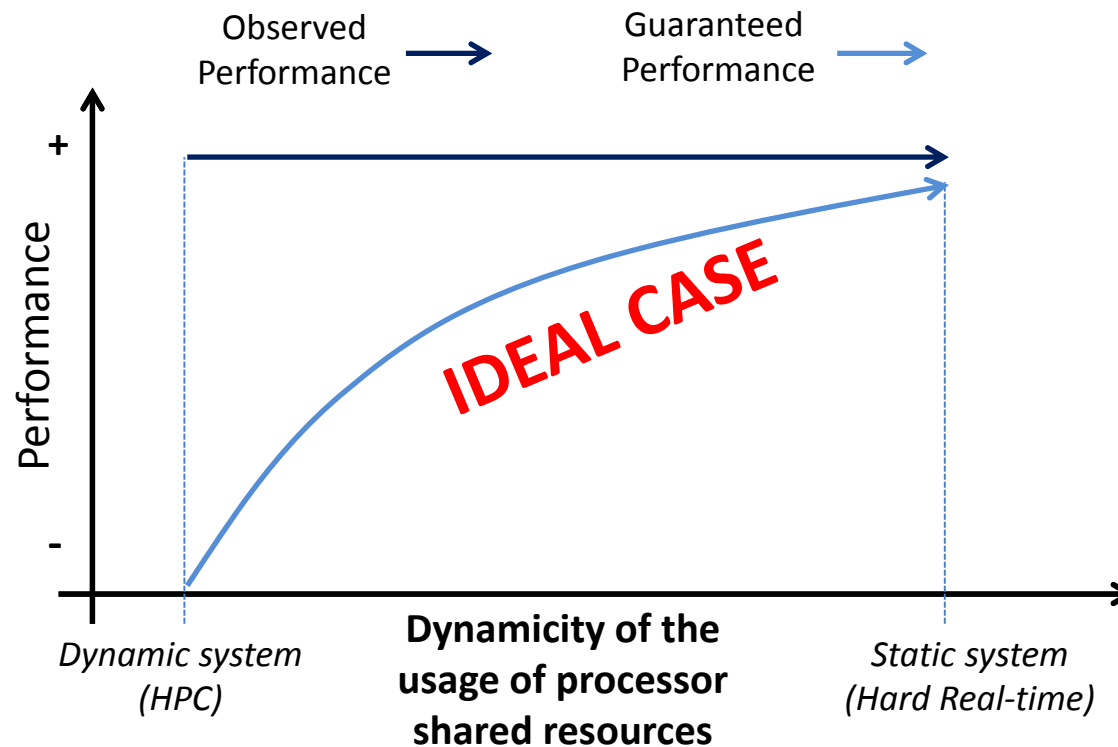 Observed
Performance
Guaranteed
Performance
+
Performance
IDEAL CASE
-
Dynamic system
(HPC)
Dynamicity of the
usage of processor
shared resources
Static system
(Hard Real-time)